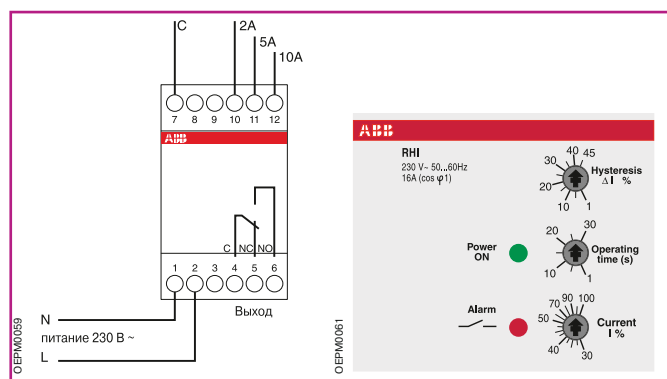 C
2A
5A
10A
7 8 9 10 11 12
ABB
C NC NO
4 5 6
1 2 3
Выход
N
питание 230 В ~
L
OEPM0059
ABB
RHI
230 V~ 50...60Hz
16A (cos φ1)
40 45
30
20
10 1
Hysteresis
Δ I %
Power
ON
20 30
10 1
Operating
time (s)
Alarm
70 90 100
50
40 30
Current
I %
OEPM0061